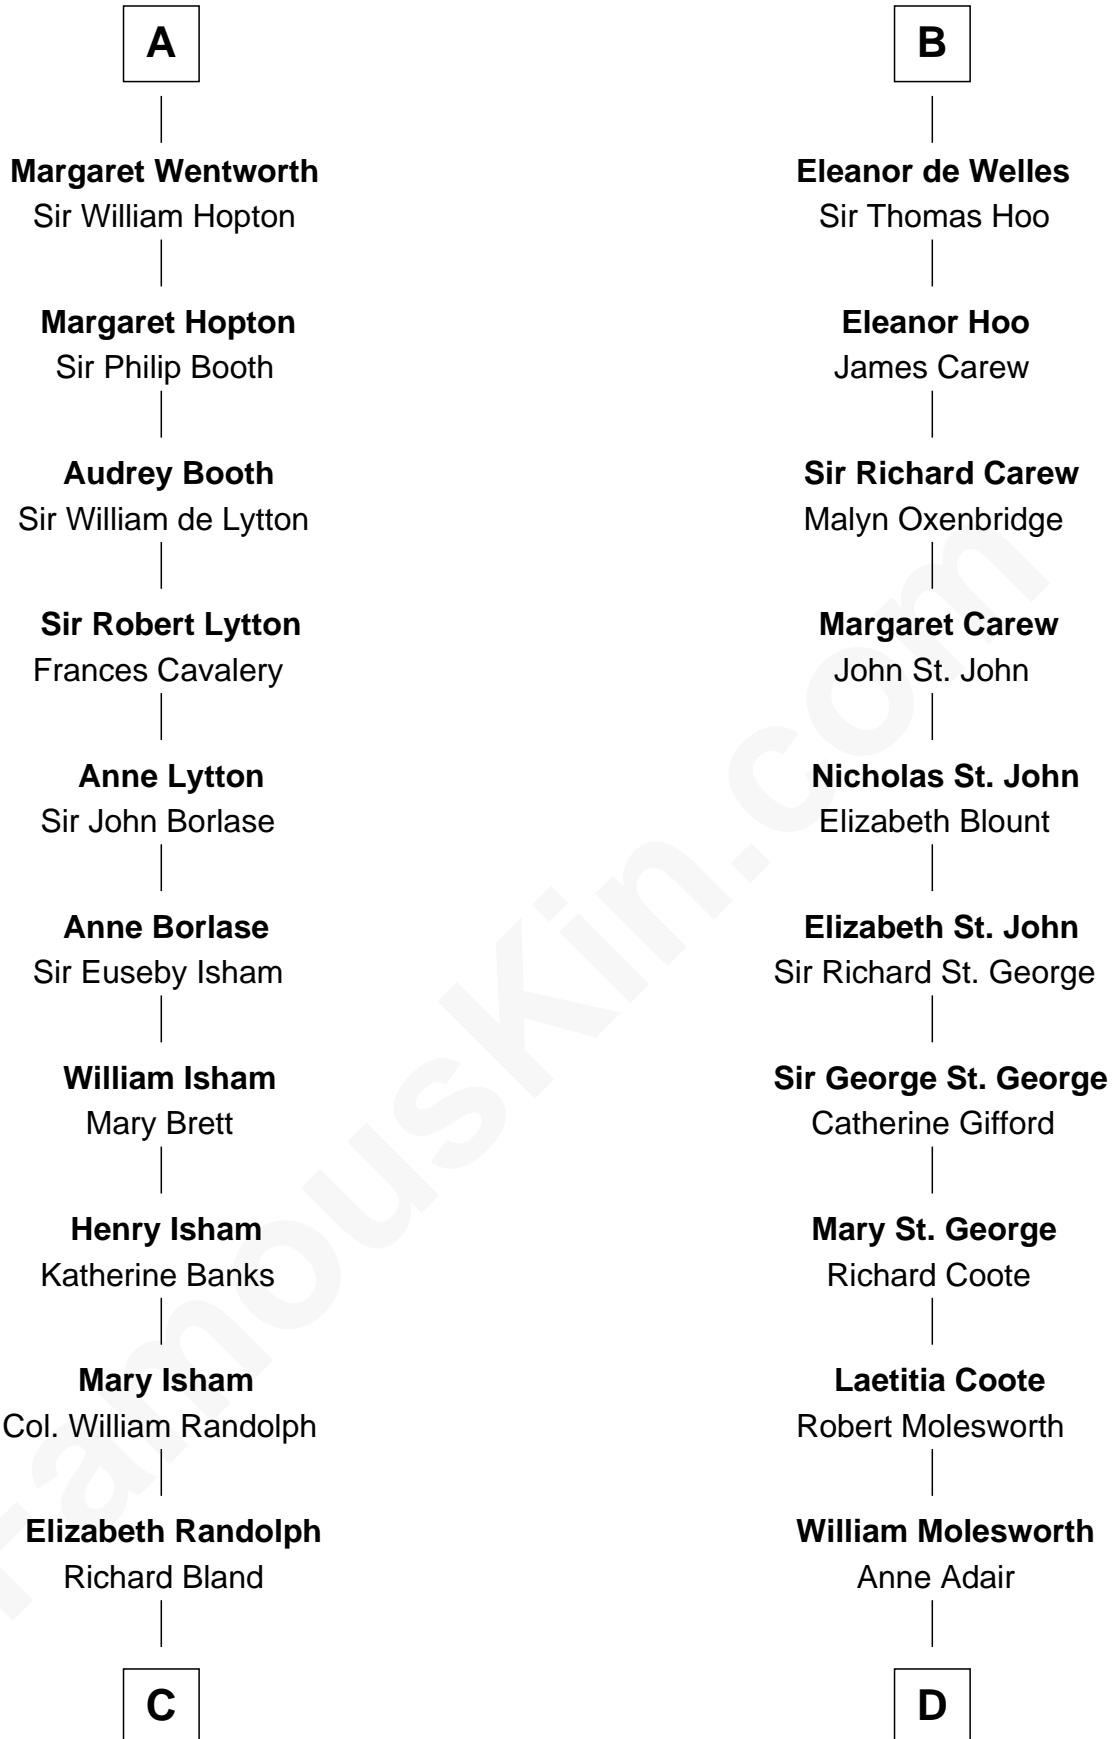 A
Margaret Wentworth
Sir William Hopton
Margaret Hopton
Sir Philip Booth
Audrey Booth
Sir William de Lytton
Sir Robert Lytton
Frances Cavalery
Anne Lytton
Sir John Borlase
Anne Borlase
Sir Euseby Isham
William Isham
Mary Brett
Henry Isham
Katherine Banks
Mary Isham
Col. William Randolph
Elizabeth Randolph
Richard Bland
C
B
Eleanor de Welles
Sir Thomas Hoo
Eleanor Hoo
James Carew
Sir Richard Carew
Malyn Oxenbridge
Margaret Carew
John St. John
Nicholas St. John
Elizabeth Blount
Elizabeth St. John
Sir Richard St. George
Sir George St. George
Catherine Gifford
Mary St. George
Richard Coote
Laetitia Coote
Robert Molesworth
William Molesworth
Anne Adair
D
FamousKin.com